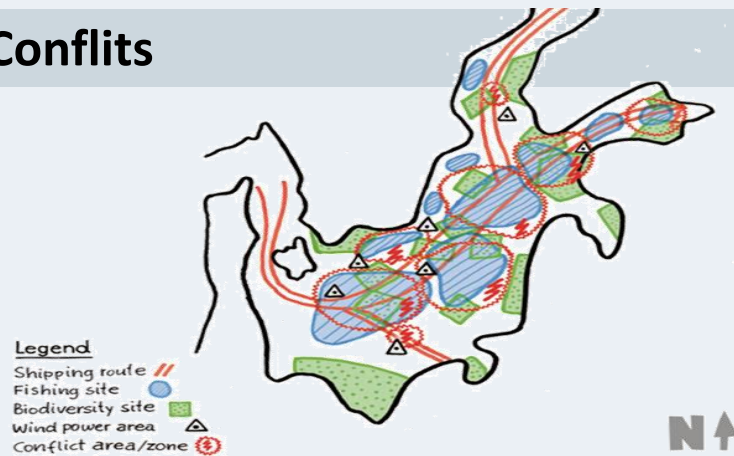 Conflits
Legend
Shipping route
Fishing site
Biodiversity site
Wind power area
Conflict area/zone
N